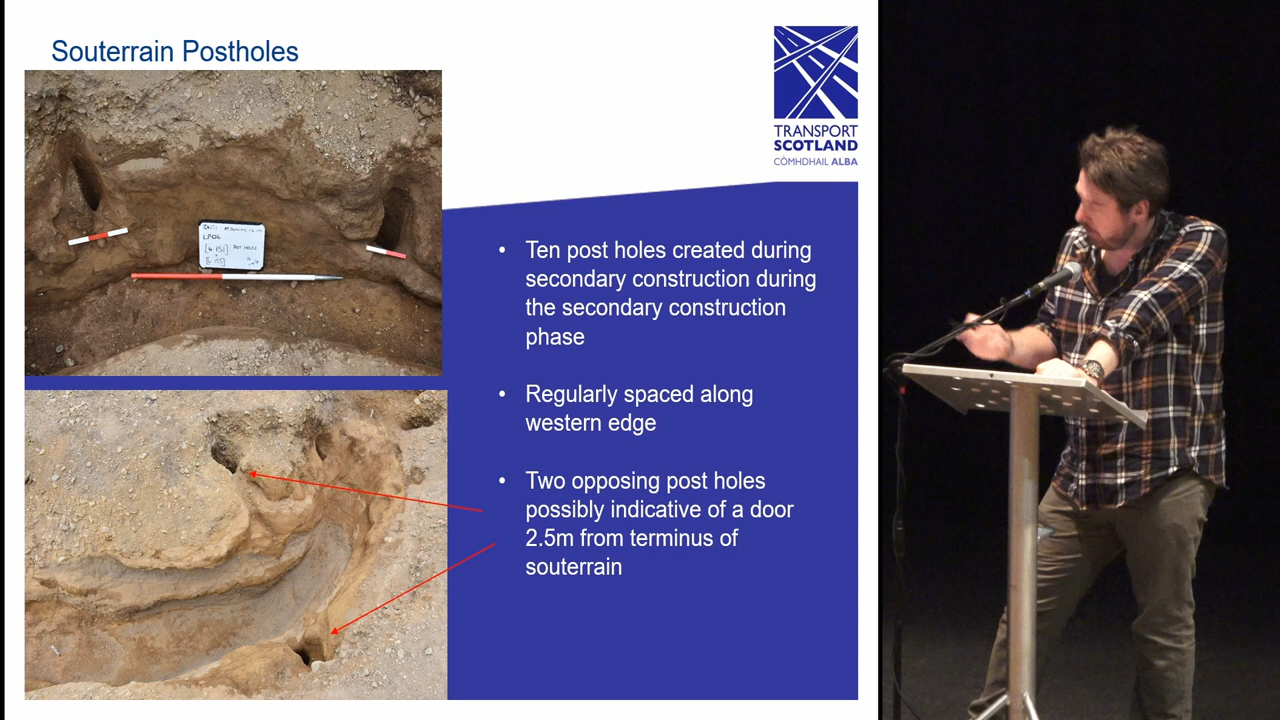 Souterrain Postholes
TRANSPORT
SCOTLAND
CÒMHDHAIL ALBA
• Ten post holes created during
secondary construction during
the secondary construction
phase
• Regularly spaced along
western edge
• Two opposing post holes
possibly indicative of a door
2.5m from terminus of
souterrain